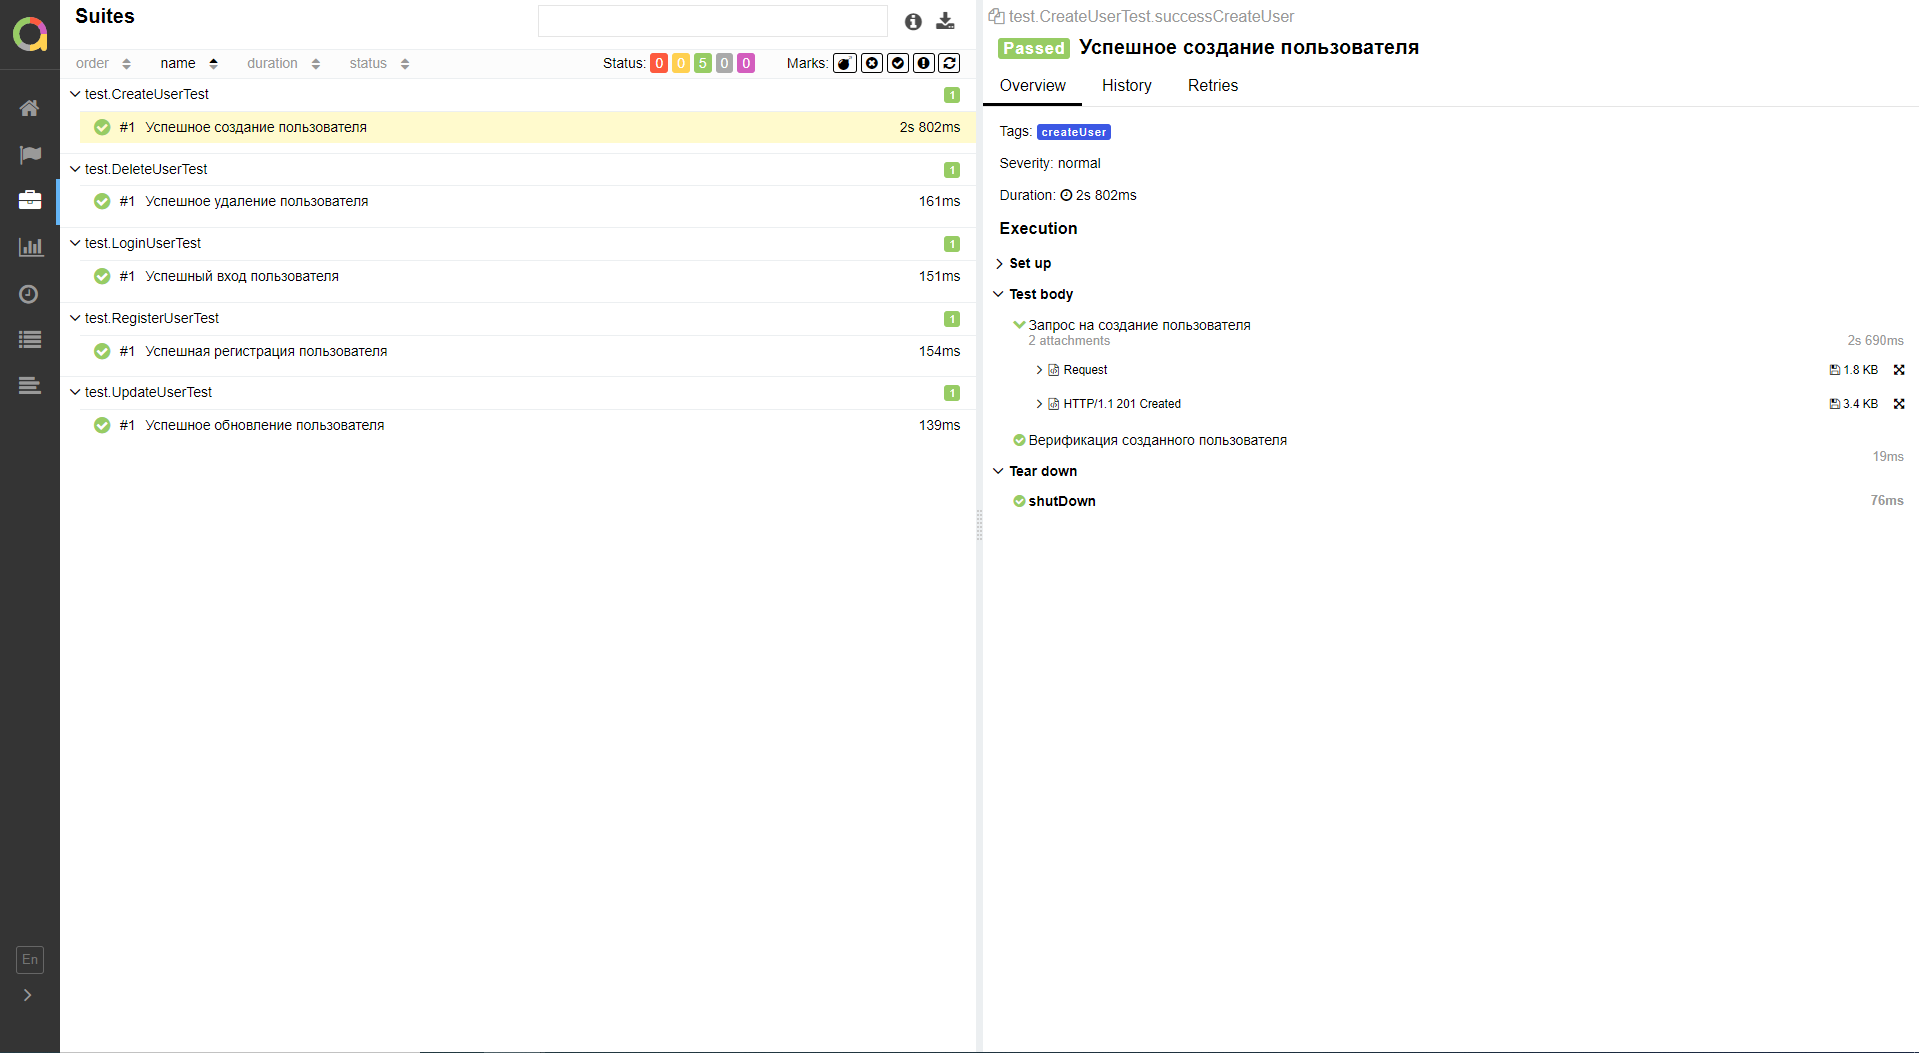 Suites
order name duration status Status: 0 0 5 0 0 Marks:
test.CreateUserTest 1
#1 Успешное создание пользователя 2s 802ms
test.DeleteUserTest 1
#1 Успешное удаление пользователя 161ms
test.LoginUserTest 1
#1 Успешный вход пользователя 151ms
test.RegisterUserTest 1
#1 Успешная регистрация пользователя 154ms
test.UpdateUserTest 1
#1 Успешное обновление пользователя 139ms
En
test.CreateUserTest.successCreateUser
Passed Успешное создание пользователя
Overview History Retries
Tags: createUser
Severity: normal
Duration: 2s 802ms
Execution
Set up
Test body
Запрос на создание пользователя
2 attachments 2s 690ms
Request 1.8 KB
HTTP/1.1 201 Created 3.4 KB
Верификация созданного пользователя
19ms
Tear down
shutDown 76ms